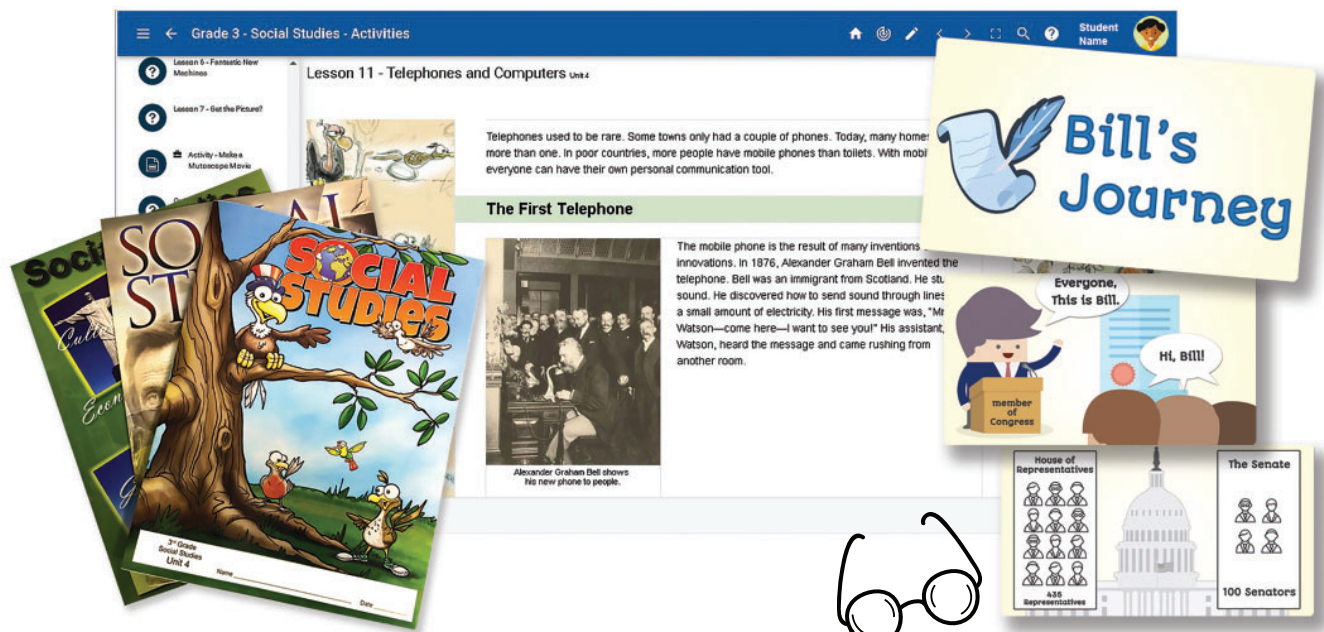 Grade 3 - Social Studies - Activities
Student
Name
Lesson 6 - Fantastic New
Machines
Lesson 7 - Get the Picture?
Activity - Make a
Mutoscope Movie
Lesson 11 - Telephones and Computers Unit 4
Telephones used to be rare. Some towns only had a couple of phones. Today, many homes
more than one. In poor countries, more people have mobile phones than toilets. With
everyone can have their own personal communication tool.
The First Telephone
The mobile phone is the result of many inventions
innovations. In 1876, Alexander Graham Bell invented the
telephone. Bell was an immigrant from Scotland. He
sound. He discovered how to send sound through lines
a small amount of electricity. His first message was, "Mr
Watson—come here—I want to see you!" His assistant,
Watson, heard the message and came rushing from
another room.
Alexander Graham Bell shows
his new phone to people.
SOCIAL
STUDIES
3rd Grade
Social Studies
Unit 4
Name
Date
Bill's
Journey
Everyone,
This is Bill.
Hi, Bill!
member
of
Congress
House of
Representatives
435
Representatives
The Senate
100 Senators